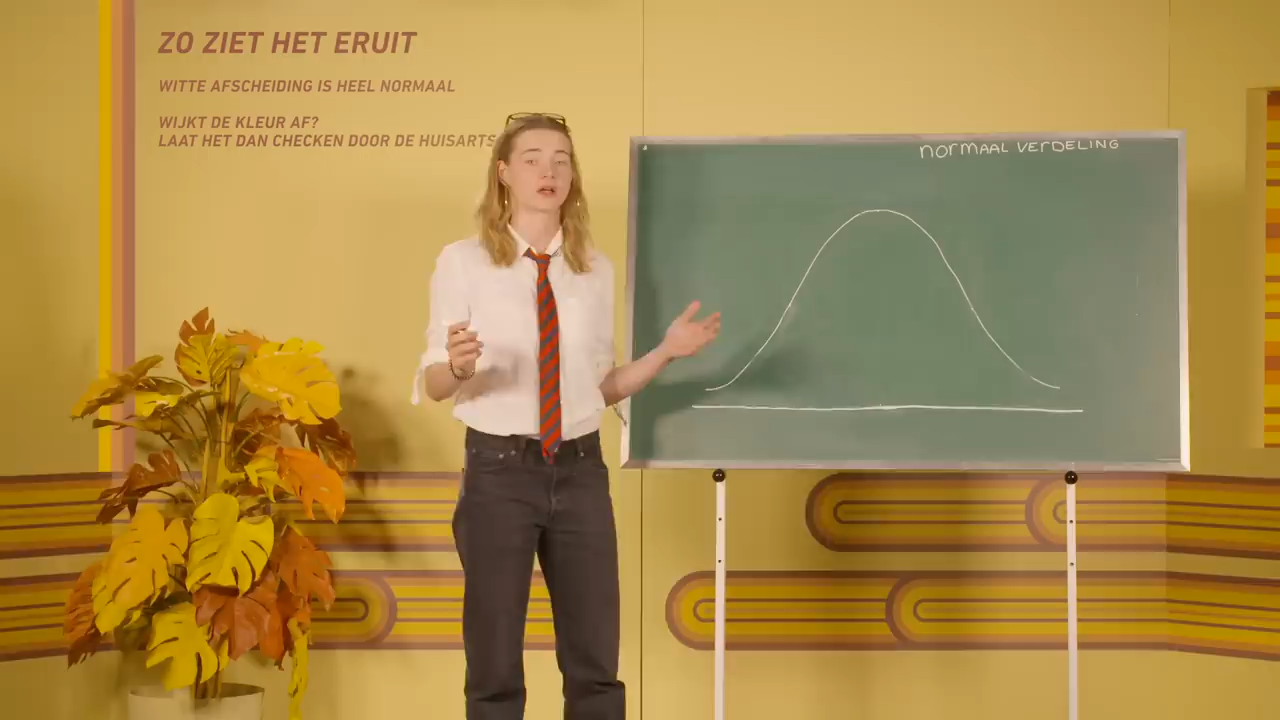 ZO ZIET HET ERUIT
WITTE AFSCHEIDING IS HEEL NORMAAL
WIJKT DE KLEUR AF?
LAAT HET DAN CHECKEN DOOR DE HUISARTS
normaal verdeling